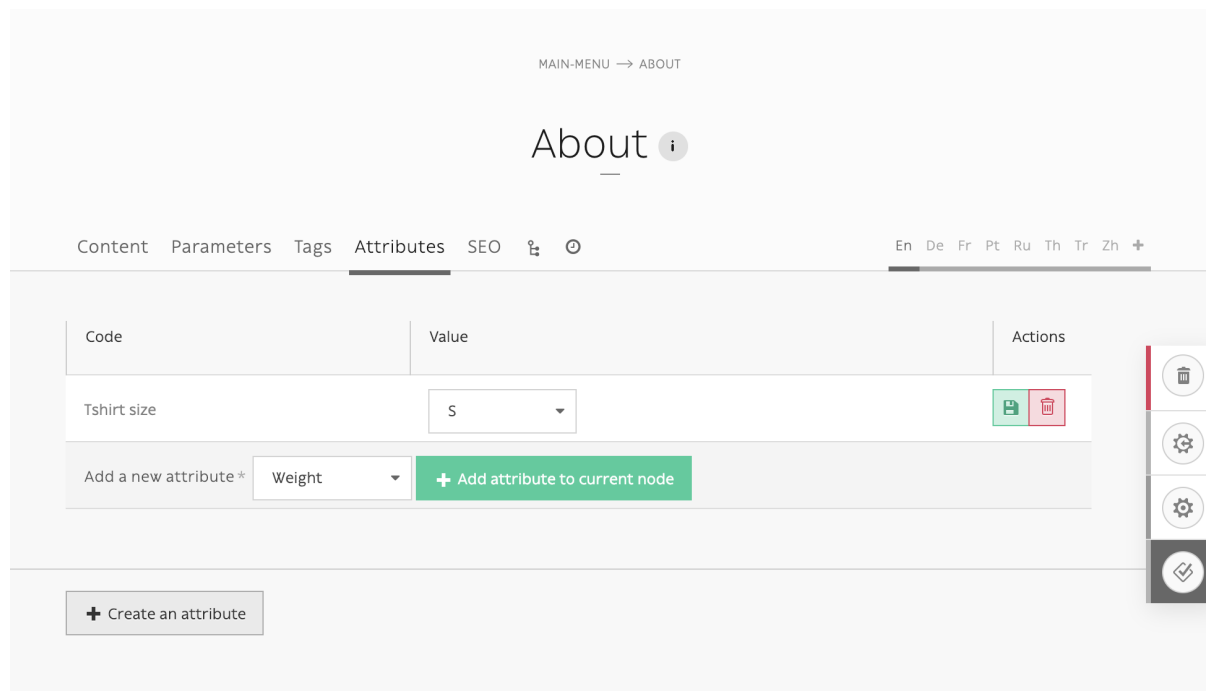 MAIN-MENU → ABOUT
About i
Content Parameters Tags Attributes SEO
En De Fr Pt Ru Th Tr Zh +
Code Value Actions
Tshirt size S
Add a new attribute * Weight + Add attribute to current node
+ Create an attribute